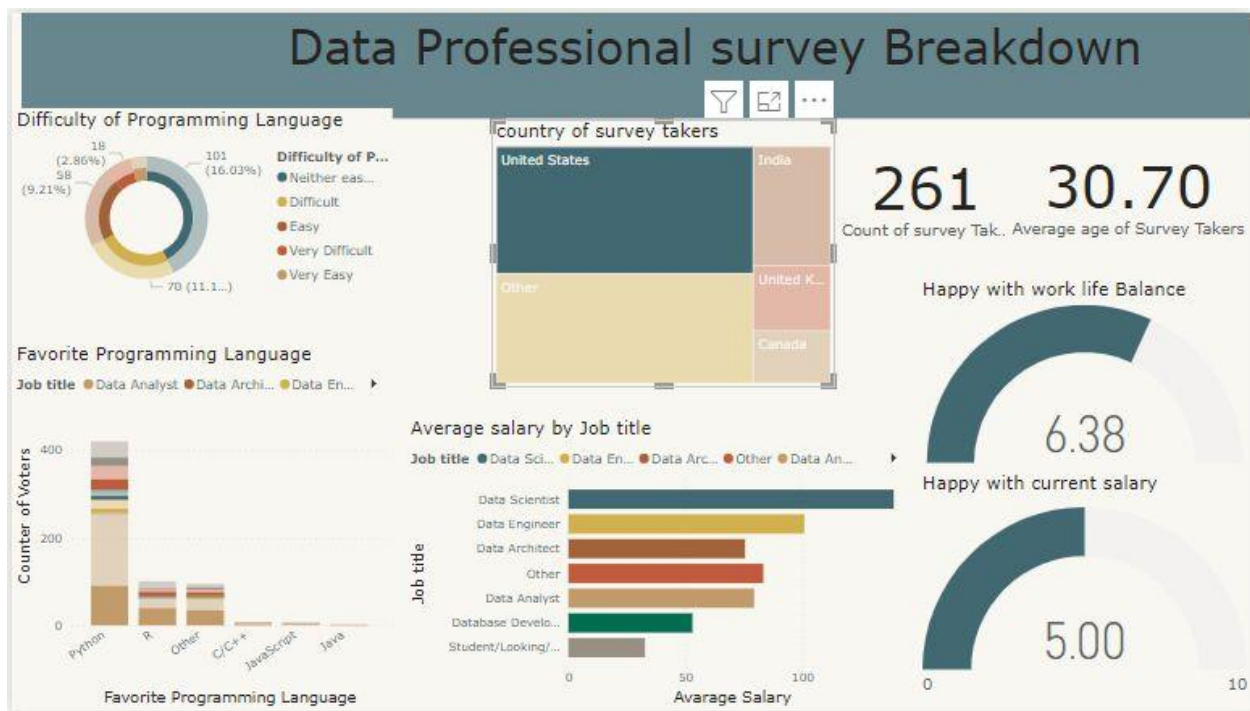 Data Professional survey Breakdown
Difficulty of Programming Language
18
(2.86%)
58
(9.21%)
101
(16.03%)
70 (11.1...)
Difficulty of P...
Neither eas...
Difficult
Easy
Very Difficult
Very Easy
country of survey takers
United States
India
Other
United K...
Canada
261
Count of survey Tak..
30.70
Average age of Survey Takers
Happy with work life Balance
6.38
Happy with current salary
5.00
0
10
Favorite Programming Language
Job title Data Analyst Data Archi... Data En...
Counter of Voters
400
200
0
Python
R
Other
C/C++
JavaScript
Java
Favorite Programming Language
Average salary by Job title
Job title Data Sci... Data En... Data Arc... Other Data An...
Job title
Data Scientist
Data Engineer
Data Architect
Other
Data Analyst
Database Develo...
Student/Looking/...
0
50
100
Avarage Salary